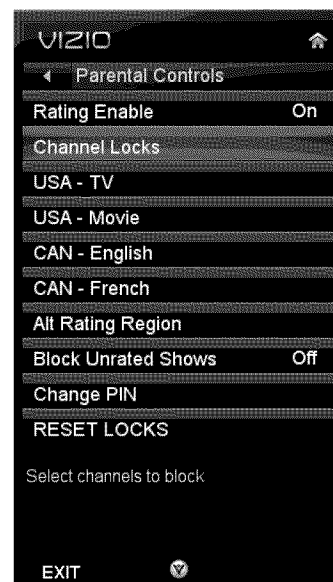 VIZIO
Parental Controls
Rating Enable On
Channel Locks
USA - TV
USA - Movie
CAN - English
CAN - French
Alt Rating Region
Block Unrated Shows Off
Change PIN
RESET LOCKS
Select channels to block
EXIT